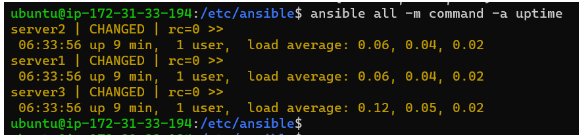 ubuntu@ip-172-31-33-194:/etc/ansible$ ansible all -m command -a uptime
server2 | CHANGED | rc=0 >>
 06:33:56 up 9 min,  1 user,  load average: 0.06, 0.04, 0.02
server1 | CHANGED | rc=0 >>
 06:33:56 up 9 min,  1 user,  load average: 0.06, 0.04, 0.02
server3 | CHANGED | rc=0 >>
 06:33:56 up 9 min,  1 user,  load average: 0.12, 0.05, 0.02
ubuntu@ip-172-31-33-194:/etc/ansible$